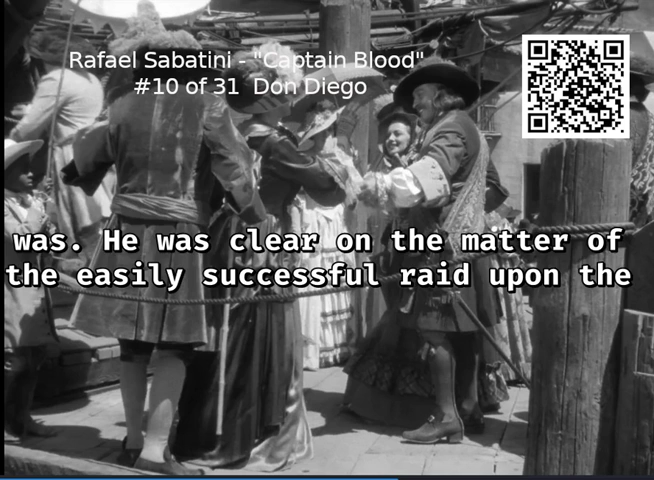 Rafael Sabatini - "Captain Blood"
#10 of 31  Don Diego
was. He was clear on the matter of
the easily successful raid upon the